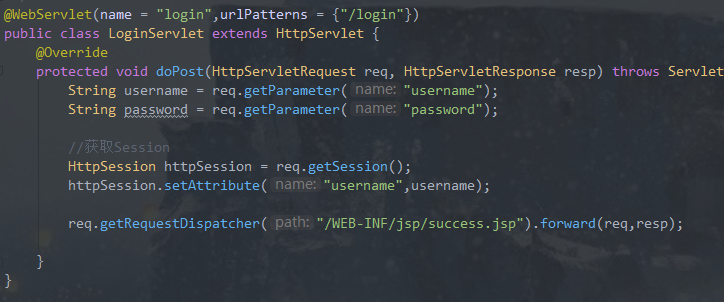 @WebServlet(name = "login",urlPatterns = {"/login"})
public class LoginServlet extends HttpServlet {
@Override
protected void doPost(HttpServletRequest req, HttpServletResponse resp) throws Servlet
String username = req.getParameter( name: "username");
String password = req.getParameter( name: "password");
//获取Session
HttpSession httpSession = req.getSession();
httpSession.setAttribute( name: "username",username);
req.getRequestDispatcher( path: "/WEB-INF/jsp/success.jsp").forward(req,resp);
}
}